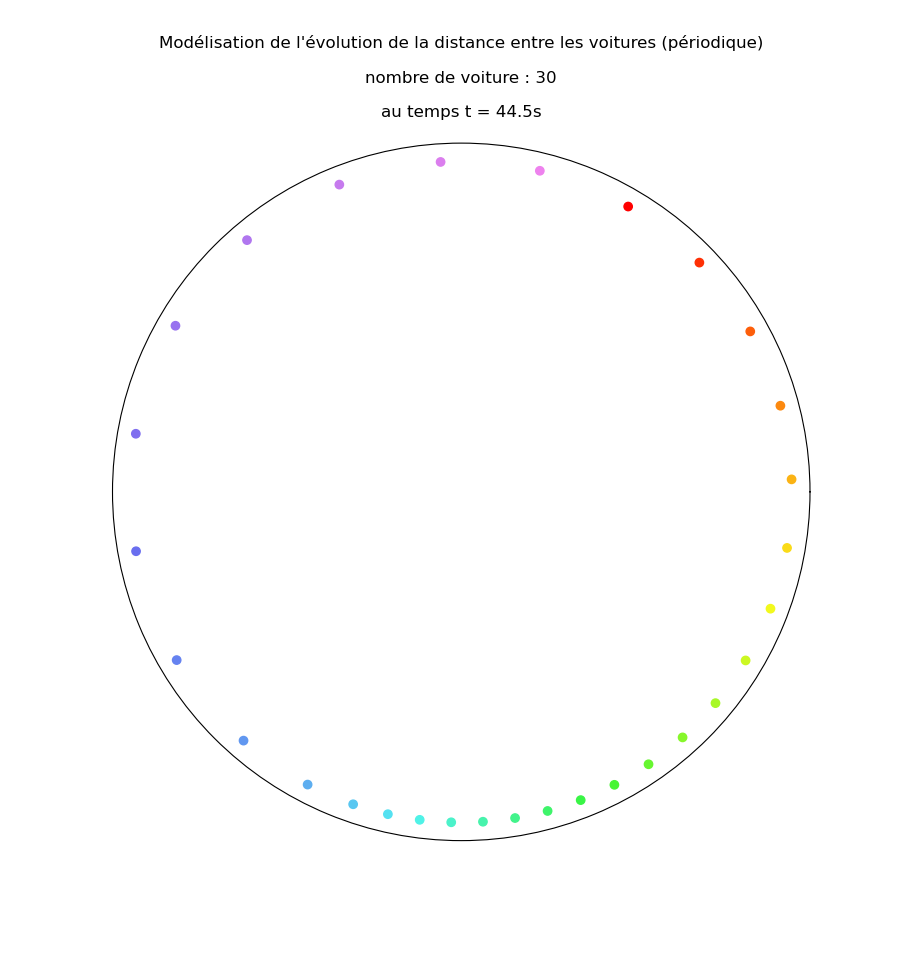 Modélisation de l'évolution de la distance entre les voitures (périodique)
nombre de voiture : 30
au temps t = 44.5s